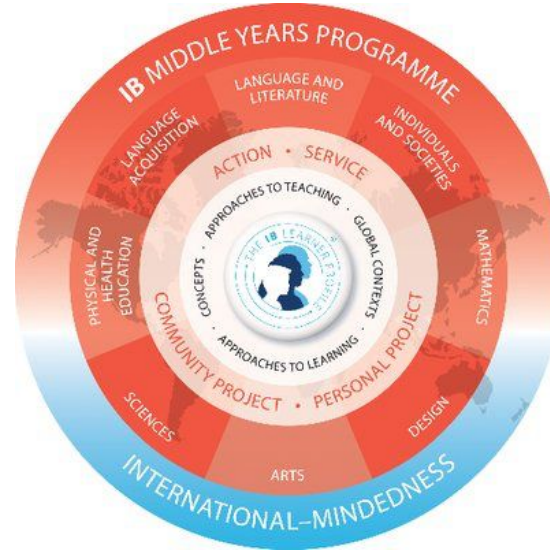 IB MIDDLE YEARS PROGRAMME
LANGUAGE AND
LITERATURE
INDIVIDUALS
AND SOCIETIES
MATHEMATICS
DESIGN
ARTS
SCIENCES
PHYSICAL AND
HEALTH
EDUCATION
LANGUAGE
ACQUISITION
ACTION • SERVICE
COMMUNITY PROJECT • PERSONAL PROJECT
APPROACHES TO TEACHING · GLOBAL CONTEXTS · APPROACHES TO LEARNING · CONCEPTS ·
THE IB LEARNER PROFILE
INTERNATIONAL–MINDEDNESS